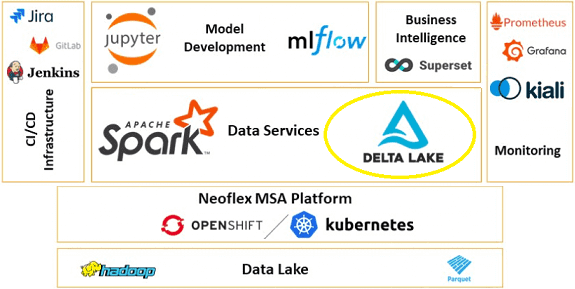 Jira
GitLab
Jenkins
CI/CD
Infrastructure
jupyter
Model
Development
mlflow
Business
Intelligence
Superset
Prometheus
Grafana
kiali
Monitoring
APACHE
Spark™
Data Services
DELTA LAKE
Neoflex MSA Platform
OPENSHIFT
kubernetes
hadoop
Data Lake
Parquet